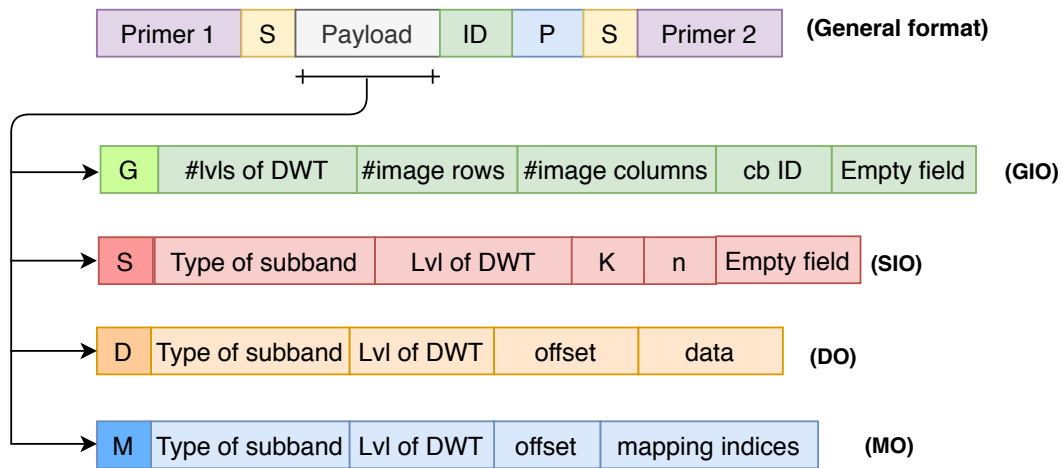 Primer 1 S Payload ID P S Primer 2 (General format)
G #lvls of DWT #image rows #image columns cb ID Empty field (GIO)
S Type of subband Lvl of DWT K n Empty field (SIO)
D Type of subband Lvl of DWT offset data (DO)
M Type of subband Lvl of DWT offset mapping indices (MO)